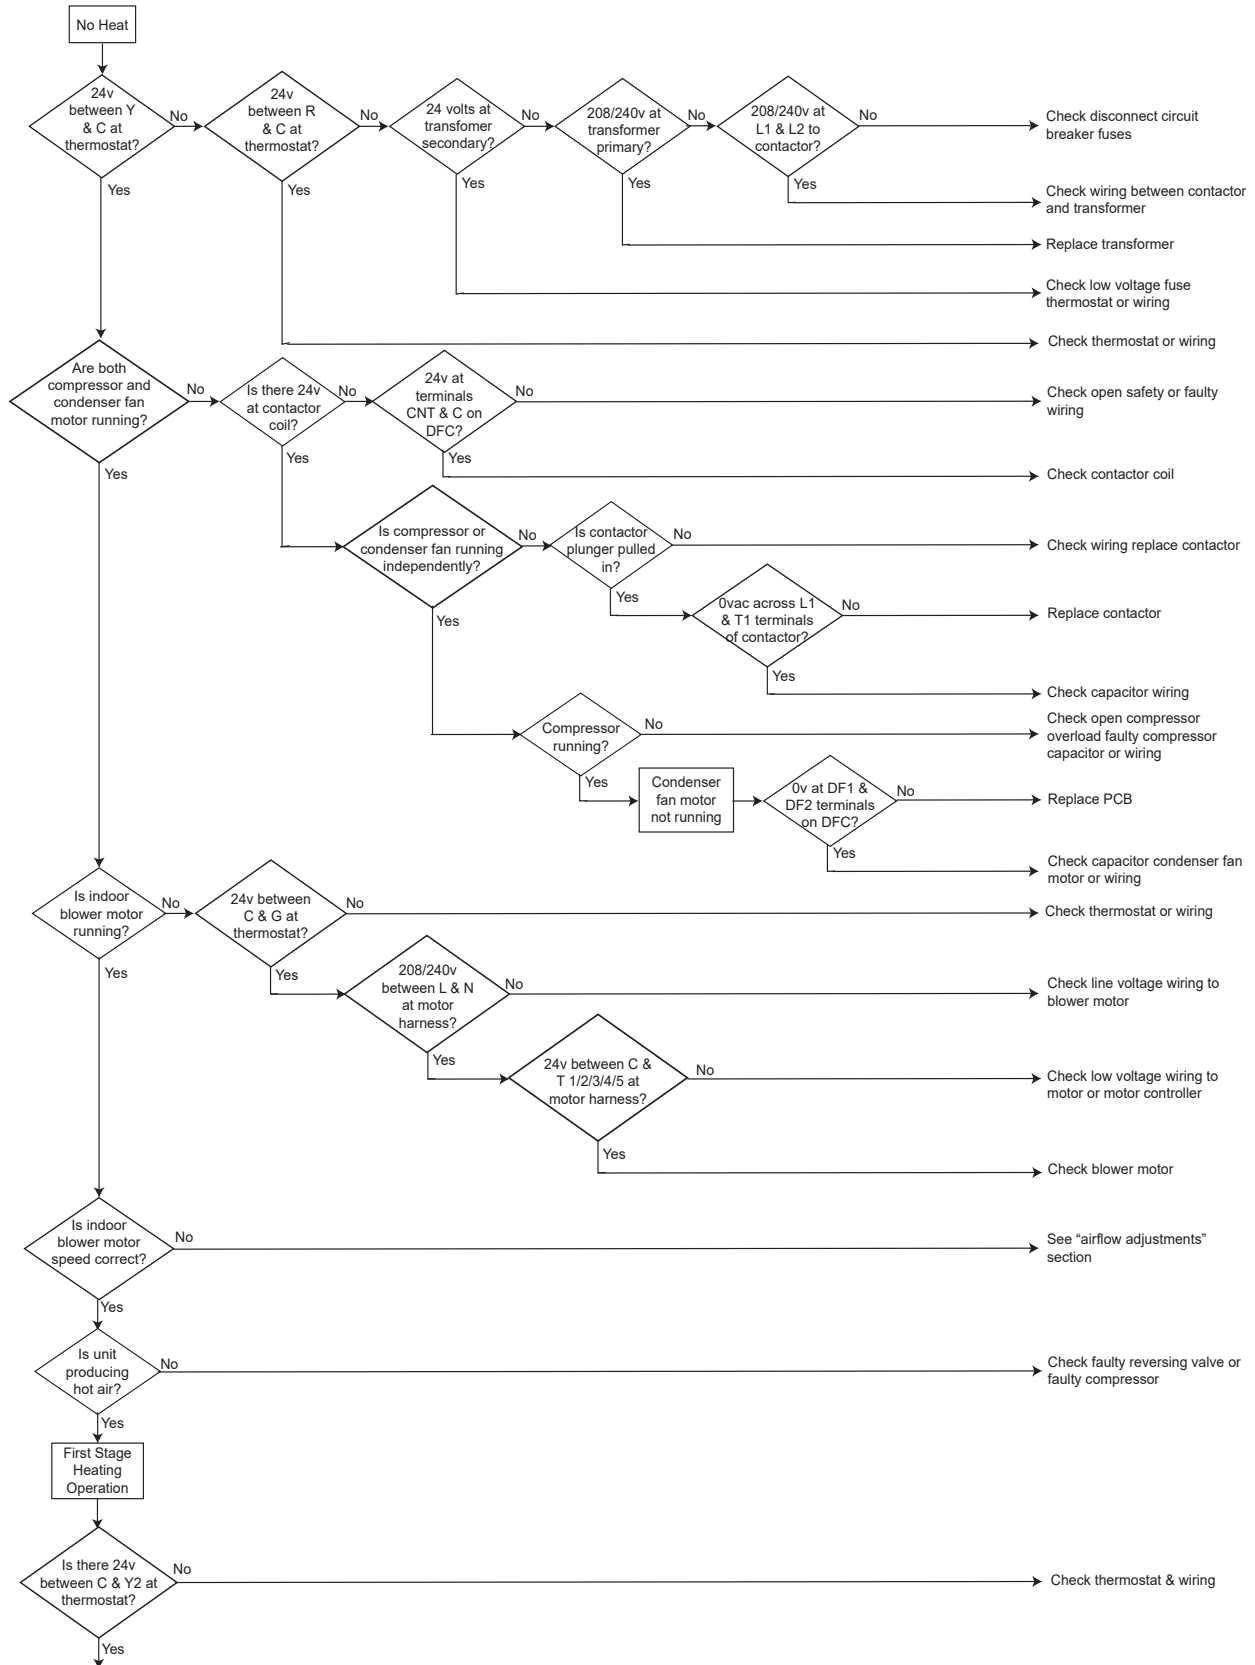 No Heat
24v
between Y
& C at
thermostat?
No
Yes
24v
between R
& C at
thermostat?
No
Yes
24 volts at
transfomer
secondary?
No
Yes
208/240v at
transformer
primary?
No
Yes
208/240v at
L1 & L2 to
contactor?
No
Yes
Check disconnect circuit
breaker fuses
Check wiring between contactor
and transformer
Replace transformer
Check low voltage fuse
thermostat or wiring
Check thermostat or wiring
Are both
compressor and
condenser fan
motor running?
No
Yes
Is there 24v
at contactor
coil?
No
Yes
24v at
terminals
CNT & C on
DFC?
No
Yes
Check open safety or faulty
wiring
Check contactor coil
Is compressor or
condenser fan running
independently?
No
Yes
Is contactor
plunger pulled
in?
No
Yes
Check wiring replace contactor
0vac across L1
& T1 terminals
of contactor?
No
Yes
Replace contactor
Check capacitor wiring
Compressor
running?
No
Yes
Check open compressor
overload faulty compressor
capacitor or wiring
Condenser
fan motor
not running
0v at DF1 &
DF2 terminals
on DFC?
No
Yes
Replace PCB
Check capacitor condenser fan
motor or wiring
Is indoor
blower motor
running?
No
Yes
24v between
C & G at
thermostat?
No
Yes
Check thermostat or wiring
208/240v
between L & N
at motor
harness?
No
Yes
Check line voltage wiring to
blower motor
24v between C &
T 1/2/3/4/5 at
motor harness?
No
Yes
Check low voltage wiring to
motor or motor controller
Check blower motor
Is indoor
blower motor
speed correct?
No
Yes
See “airflow adjustments”
section
Is unit
producing
hot air?
No
Yes
Check faulty reversing valve or
faulty compressor
First Stage
Heating
Operation
Is there 24v
between C & Y2 at
thermostat?
No
Yes
Check thermostat & wiring